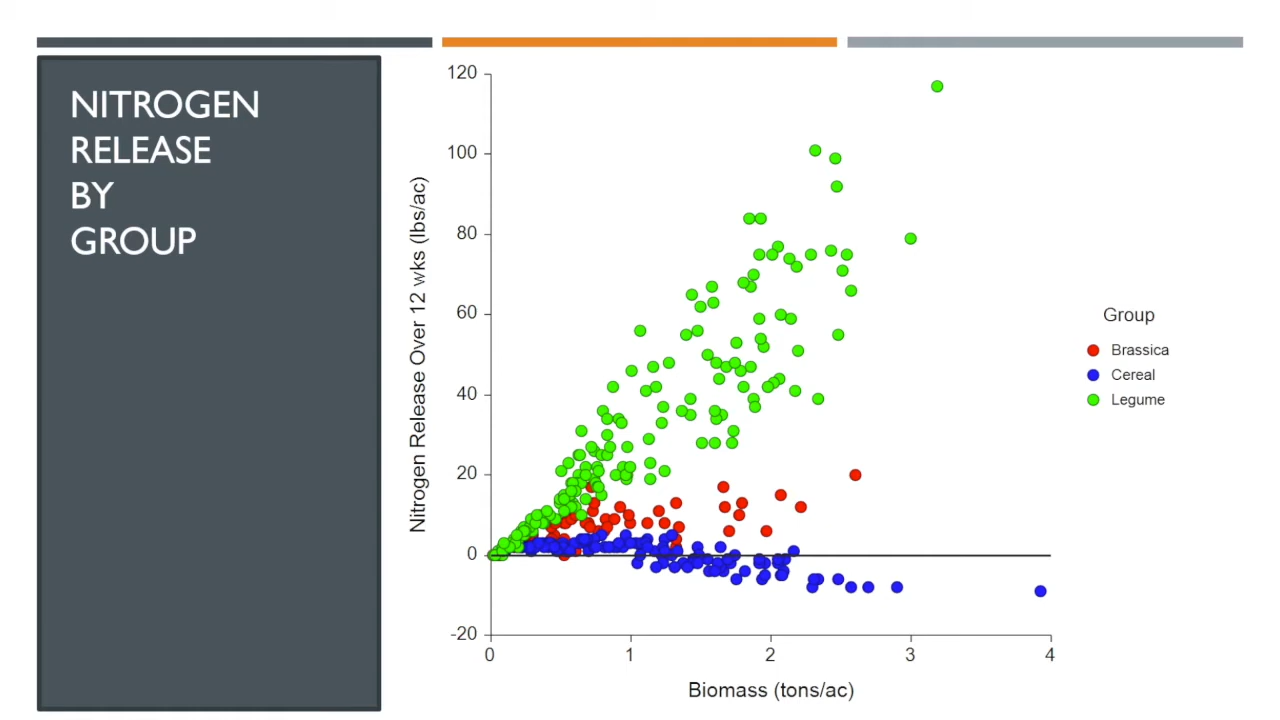 NITROGEN
RELEASE
BY
GROUP
Nitrogen Release Over 12 wks (lbs/ac)
120
100
80
60
40
20
0
-20
0 1 2 3 4
Biomass (tons/ac)
Group
Brassica
Cereal
Legume